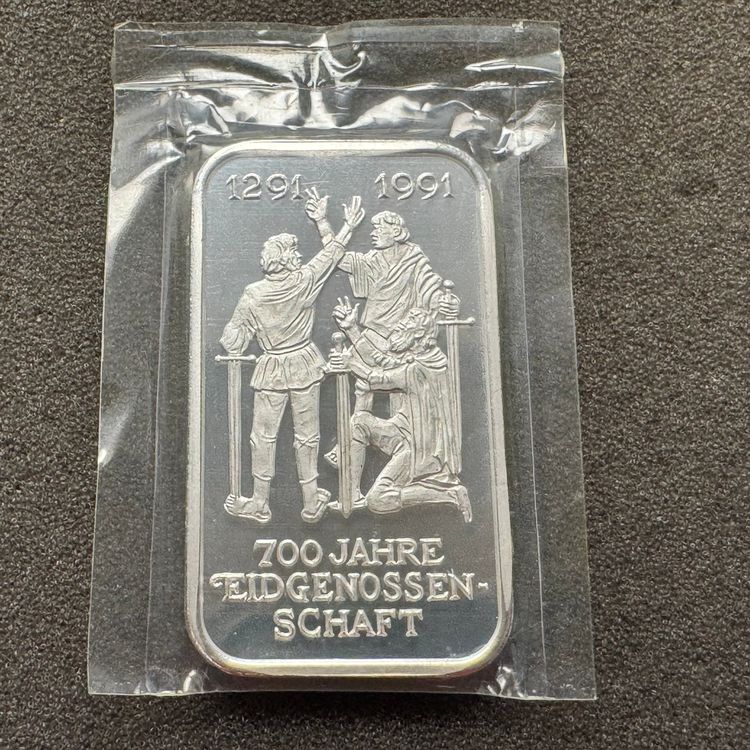 1291 1991
700 JAHRE
EIDGENOSSEN-
SCHAFT